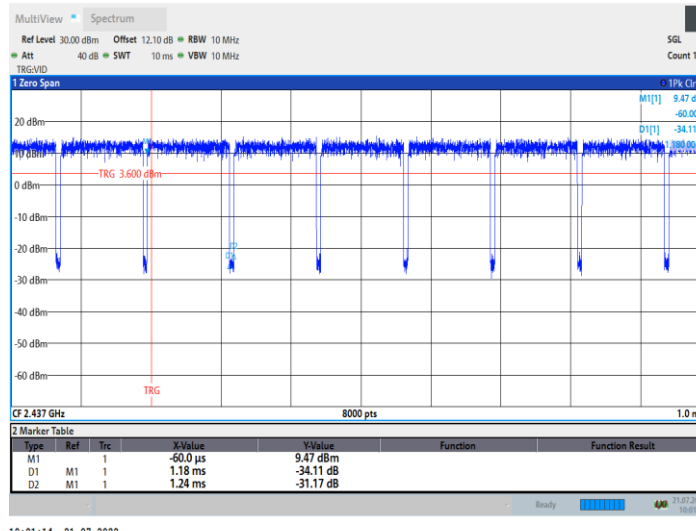 MultiView Spectrum
Ref Level 30.00 dBm Offset 12.10 dB RBW 10 MHz SGL
Att 40 dB SWT 10 ms VBW 10 MHz Count 1
TRG:VID
1 Zero Span 1Pk Clr
M1[1] 9.47 d
-60.00
D1[1] -34.11
20 dBm
10 dBm
TRG 3.600 dBm
0 dBm
-10 dBm
-20 dBm
-30 dBm
-40 dBm
-50 dBm
-60 dBm
TRG
CF 2.437 GHz 8000 pts 1.0 m
2 Marker Table
Type Ref Trc X-Value Y-Value Function Function Result
M1 1 -60.0 µs 9.47 dBm
D1 M1 1 1.18 ms -34.11 dB
D2 M1 1 1.24 ms -31.17 dB
Ready 21.07.2
10:01